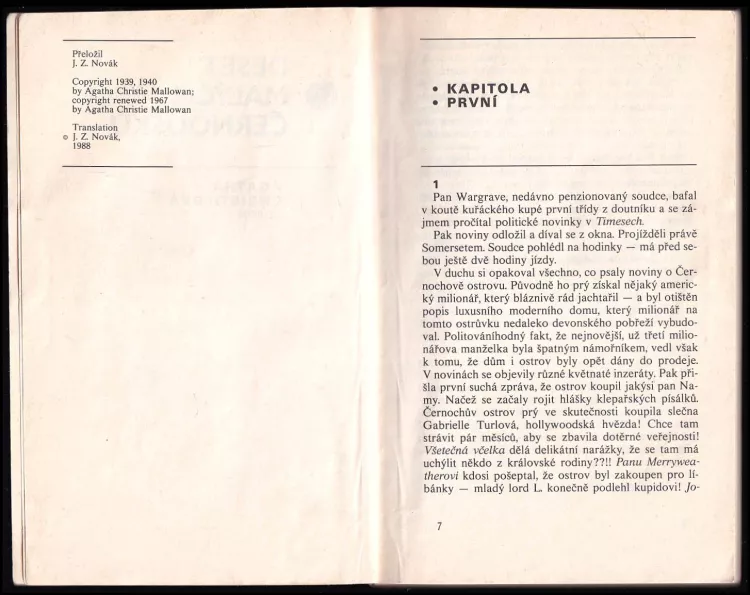 Přeložil
J. Z. Novák
Copyright 1939, 1940
by Agatha Christie Mallowan;
copyright renewed 1967
by Agatha Christie Mallowan
Translation
© J. Z. Novák,
1988
• KAPITOLA
• PRVNÍ
1
Pan Wargrave, nedávno penzionovaný soudce, bafal
v koutě kuřáckého kupé první třídy z doutníku a se zá-
jmem pročítal politické novinky v Timesech.
Pak noviny odložil a díval se z okna. Projížděli právě
Somersetem. Soudce pohlédl na hodinky — má před se-
bou ještě dvě hodiny jízdy.
V duchu si opakoval všechno, co psaly noviny o Čer-
nochově ostrovu. Původně ho prý získal nějaký americ-
ký milionář, který bláznivě rád jachtařil — a byl otištěn
popis luxusního moderního domu, který milionář na
tomto ostrůvku nedaleko devonského pobřeží vybudo-
val. Politováníhodný fakt, že nejnovější, už třetí milio-
nářova manželka byla špatným námořníkem, vedl však
k tomu, že dům i ostrov byly opět dány do prodeje.
V novinách se objevily různé květnaté inzeráty. Pak při-
šla první suchá zpráva, že ostrov koupil jakýsi pan Na-
my. Načež se začaly rojit hlášky klepařských písálků.
Černochův ostrov prý ve skutečnosti koupila slečna
Gabrielle Turlová, hollywoodská hvězda! Chce tam
strávit pár měsíců, aby se zbavila dotěrné veřejnosti!
Všetečná včelka dělá delikátní narážky, že se tam má
uchýlit někdo z královské rodiny??!! Panu Merrywea-
therovi kdosi pošeptal, že ostrov byl zakoupen pro lí-
bánky — mladý lord L. konečně podlehl kupidovi! Jo-
7